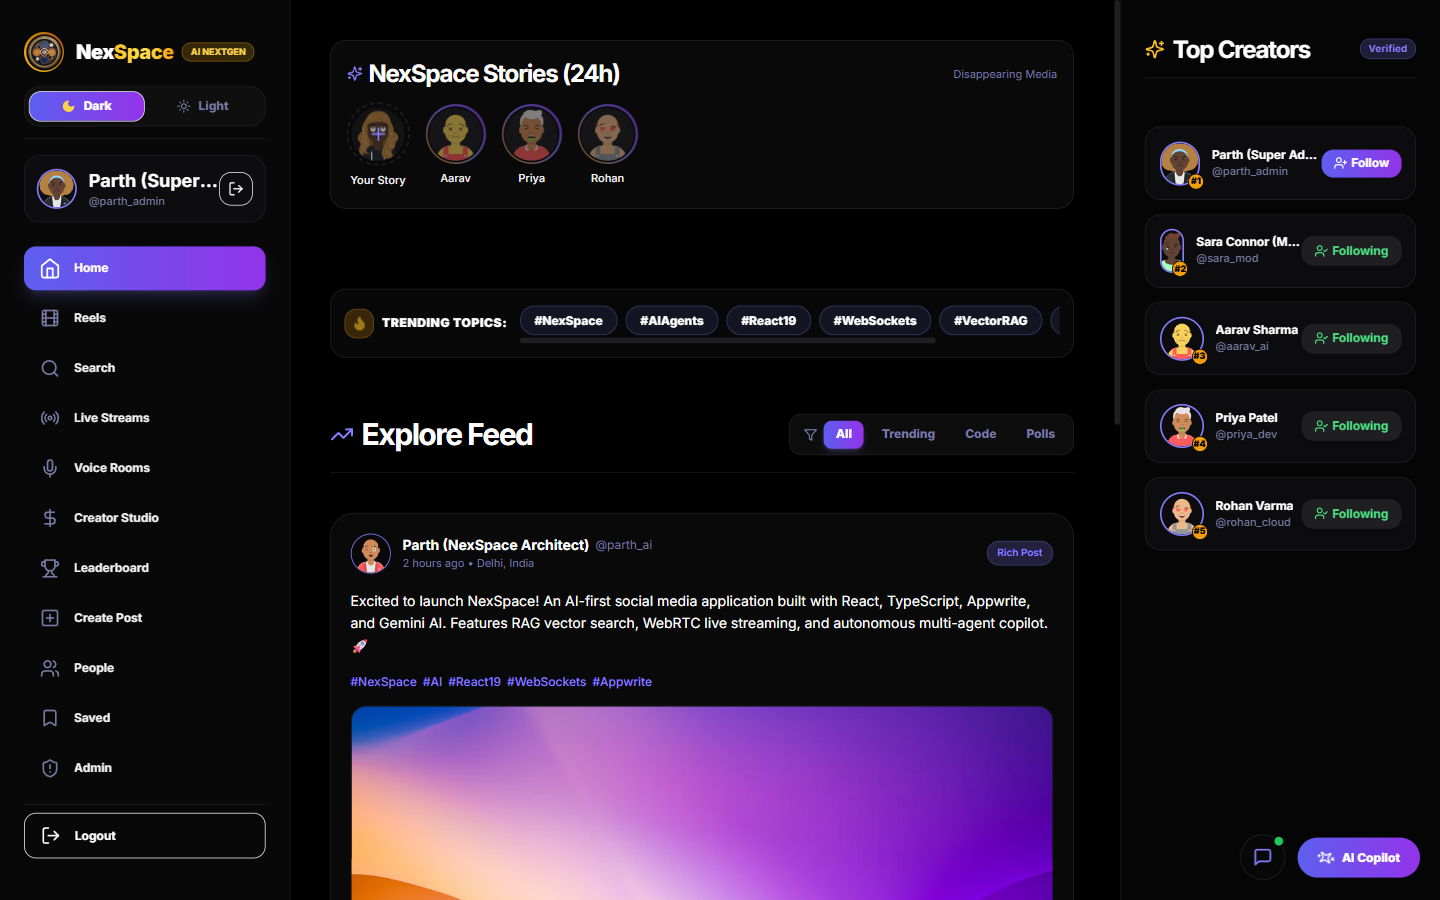 NexSpace AI NEXTGEN
Dark Light
Parth (Super...
@parth_admin
Home
Reels
Search
Live Streams
Voice Rooms
Creator Studio
Leaderboard
Create Post
People
Saved
Admin
Logout
NexSpace Stories (24h)
Disappearing Media
Your Story Aarav Priya Rohan
TRENDING TOPICS: #NexSpace #AIAgents #React19 #WebSockets #VectorRAG
Explore Feed
All Trending Code Polls
Parth (NexSpace Architect) @parth_ai
2 hours ago • Delhi, India
Rich Post
Excited to launch NexSpace! An AI-first social media application built with React, TypeScript, Appwrite,
and Gemini AI. Features RAG vector search, WebRTC live streaming, and autonomous multi-agent copilot.
🚀
#NexSpace #AI #React19 #WebSockets #Appwrite
Top Creators
Verified
Parth (Super Ad...
@parth_admin
#1
Follow
Sara Connor (M...
@sara_mod
#2
Following
Aarav Sharma
@aarav_ai
#3
Following
Priya Patel
@priya_dev
#4
Following
Rohan Varma
@rohan_cloud
#5
Following
AI Copilot